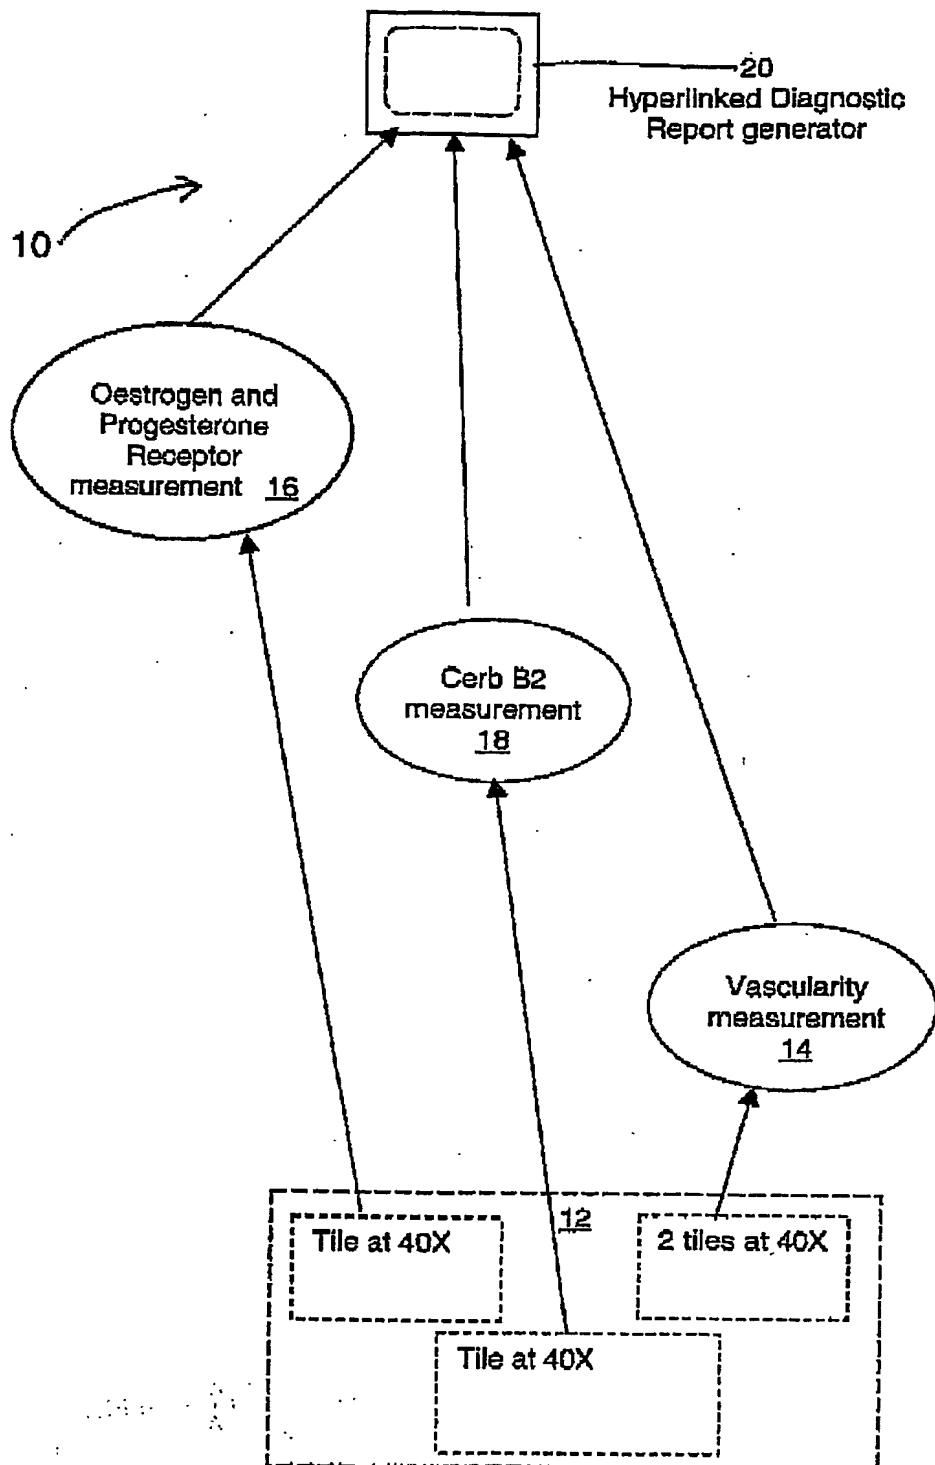 20
Hyperlinked Diagnostic
Report generator
10
Oestrogen and
Progesterone
Receptor
measurement 16
Cerb B2
measurement
18
Vascularity
measurement
14
12
Tile at 40X
2 tiles at 40X
Tile at 40X